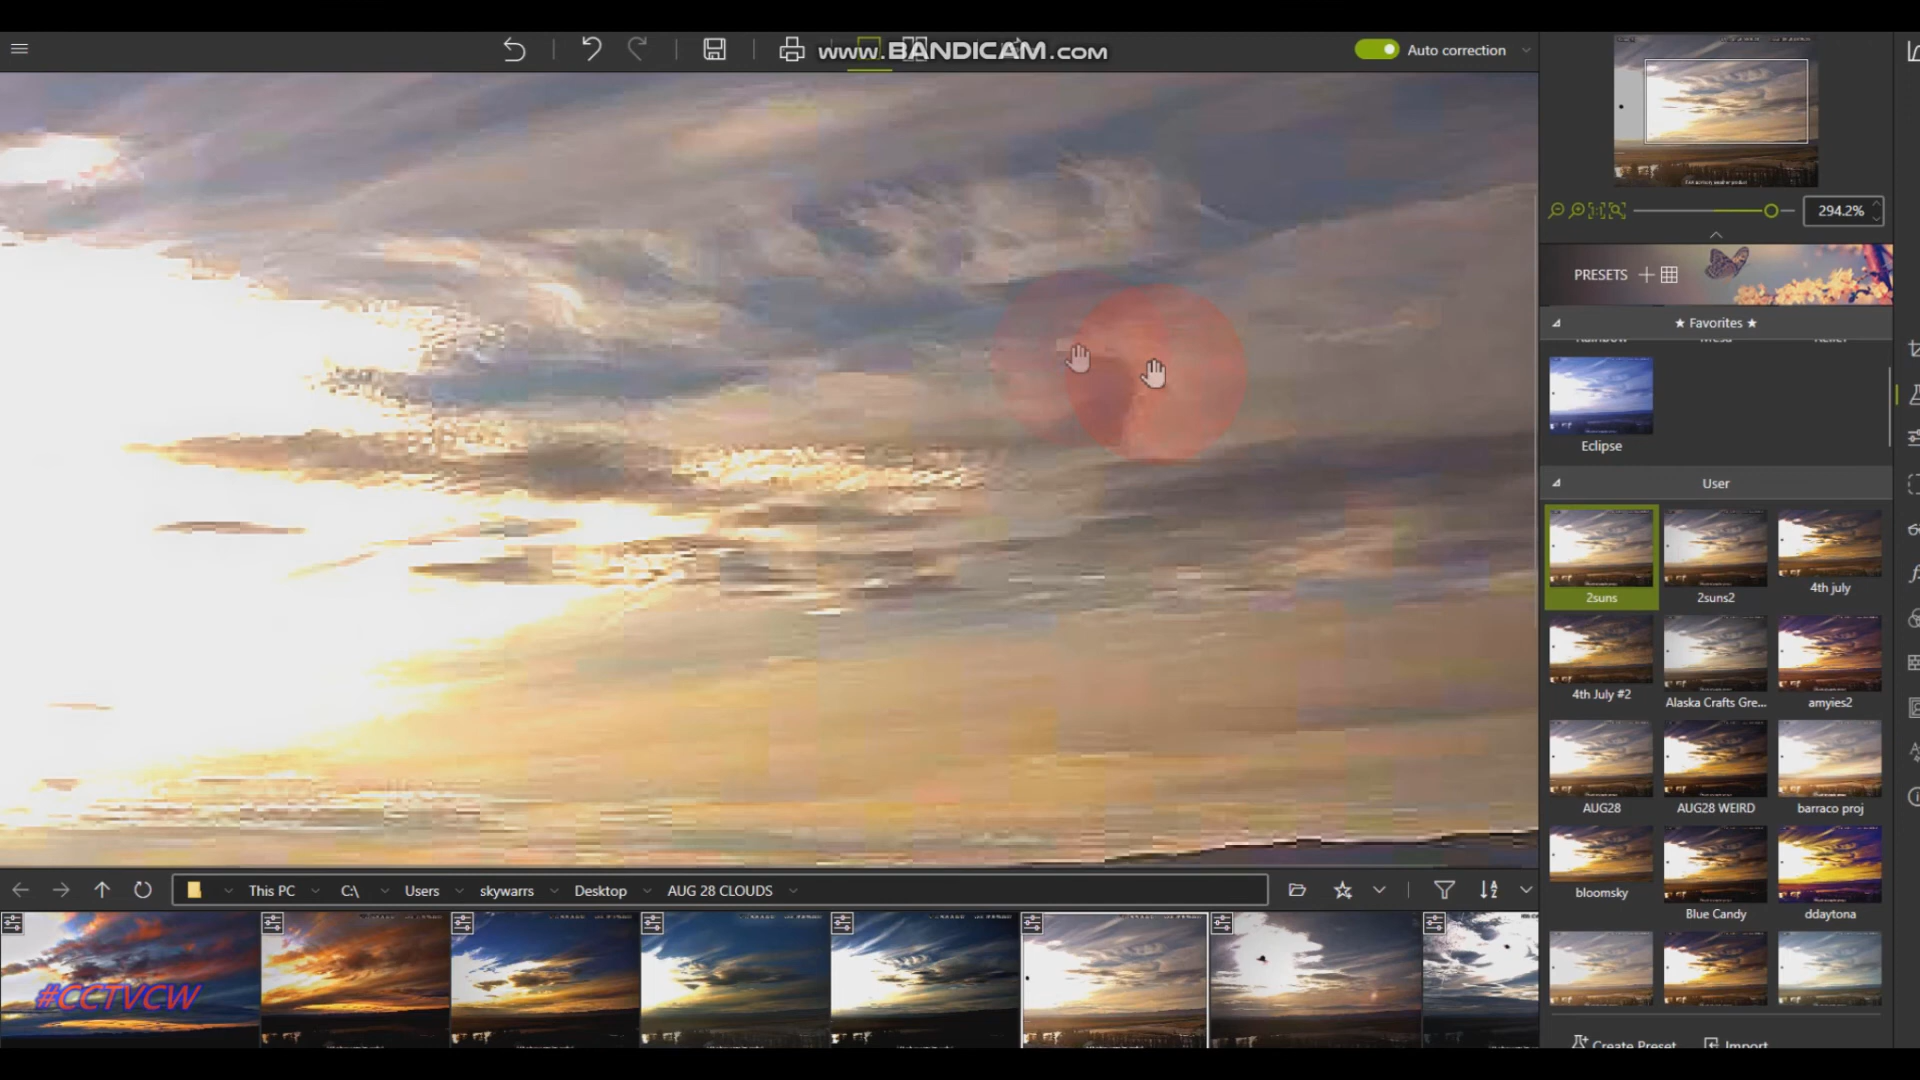 www.BANDICAM.com
Auto correction
294.2%
PRESETS
★ Favorites ★
Eclipse
User
2suns
2suns2
4th july
4th July #2
Alaska Crafts Gre...
amyies2
AUG28
AUG28 WEIRD
barraco proj
bloomsky
Blue Candy
ddaytona
This PC
C:\
Users
skywarrs
Desktop
AUG 28 CLOUDS
#CCTVCW
Create Preset
Import